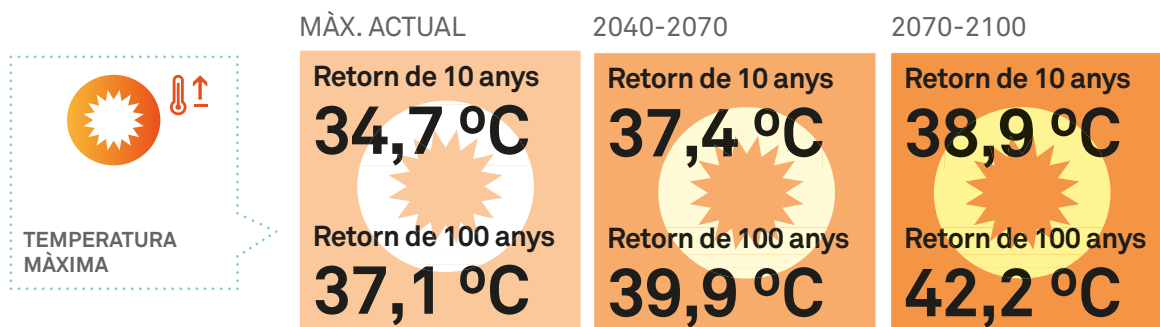 MÀX. ACTUAL
2040-2070
2070-2100
TEMPERATURA
MÀXIMA
Retorn de 10 anys
34,7 ºC
Retorn de 100 anys
37,1 ºC
Retorn de 10 anys
37,4 ºC
Retorn de 100 anys
39,9 ºC
Retorn de 10 anys
38,9 ºC
Retorn de 100 anys
42,2 ºC